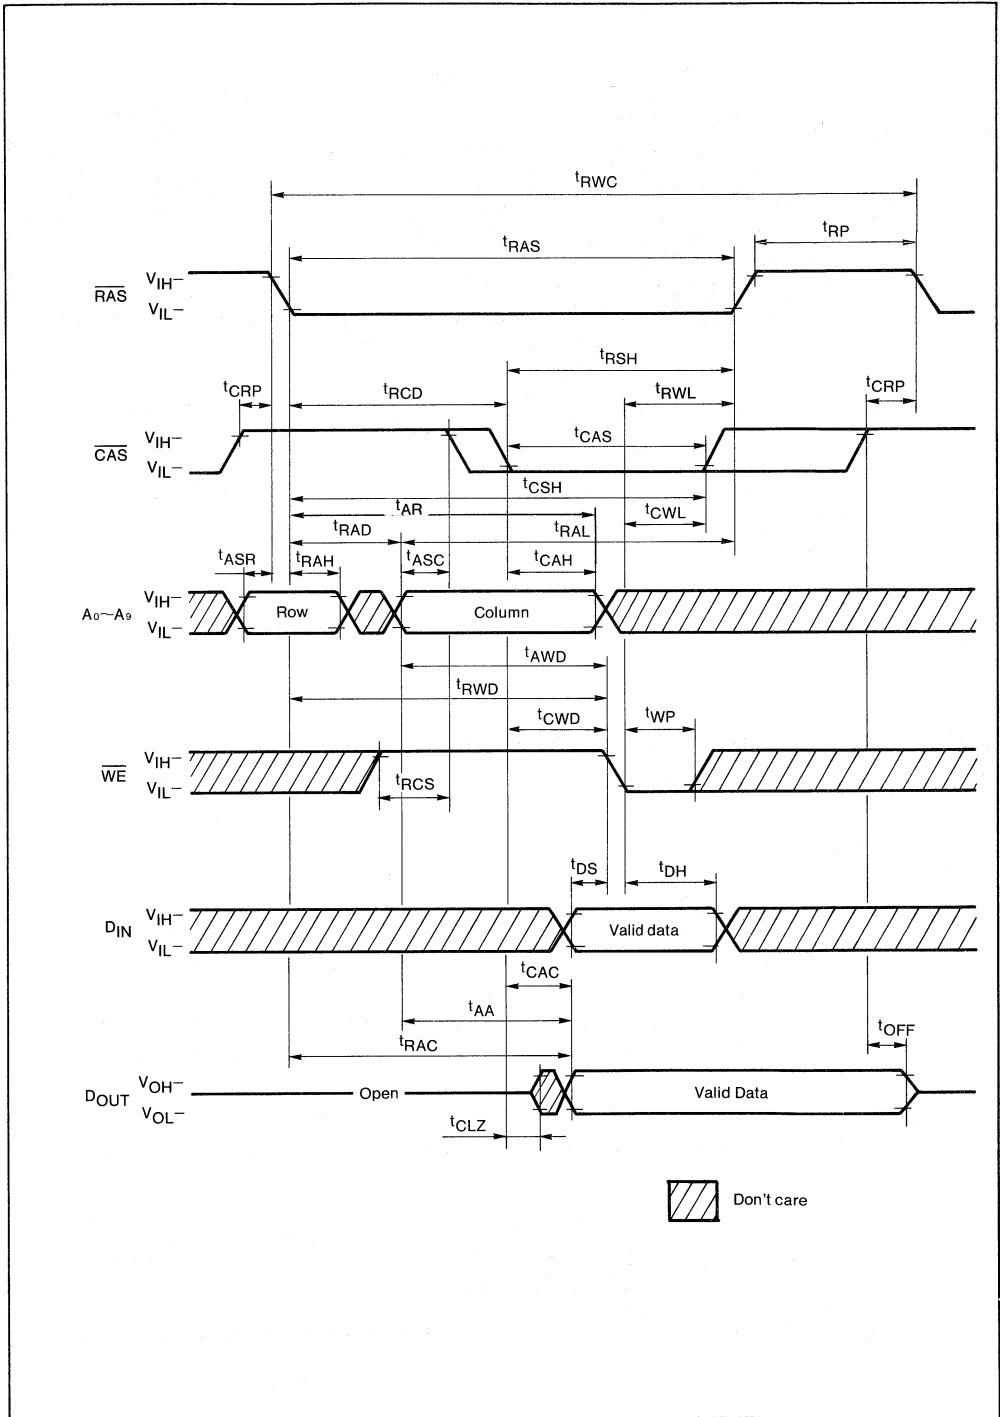 tRWC
tRP
tRAS
RAS
VIH–
VIL–
tRSH
tCRP
tRCD
tRWL
tCRP
CAS
VIH–
VIL–
tCAS
tCSH
tAR
tCWL
tRAD
tRAL
tASR
tRAH
tASC
tCAH
A0~A9
VIH–
VIL–
Row
Column
tAWD
tRWD
tCWD
tWP
WE
VIH–
VIL–
tRCS
tDS
tDH
DIN
VIH–
VIL–
Valid data
tCAC
tAA
tRAC
tOFF
DOUT
VOH–
VOL–
Open
Valid Data
tCLZ
Don't care